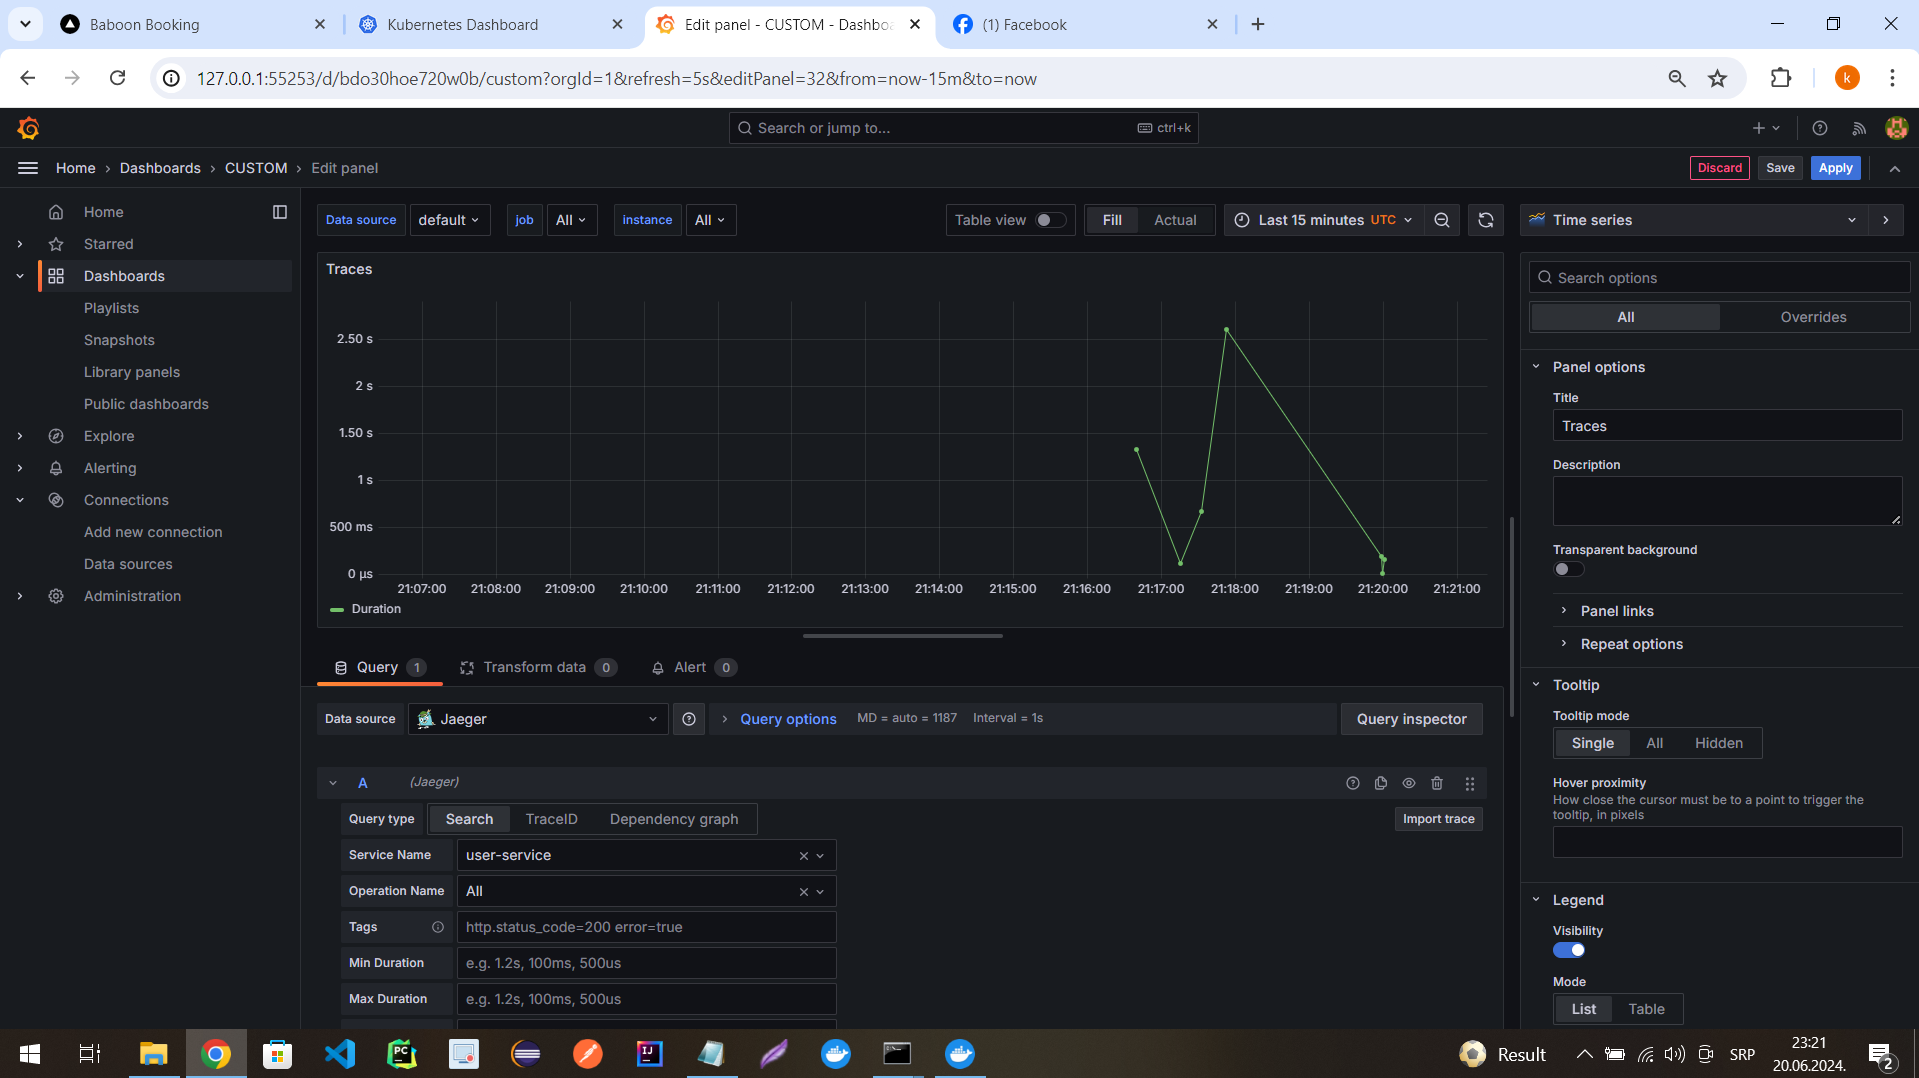 Baboon Booking
Kubernetes Dashboard
Edit panel - CUSTOM - Dashboa
(1) Facebook
127.0.0.1:55253/d/bdo30hoe720w0b/custom?orgId=1&refresh=5s&editPanel=32&from=now-15m&to=now
k
Search or jump to...
ctrl+k
Home › Dashboards › CUSTOM › Edit panel
Discard
Save
Apply
Home
Starred
Dashboards
Playlists
Snapshots
Library panels
Public dashboards
Explore
Alerting
Connections
Add new connection
Data sources
Administration
Data source
default
job
All
instance
All
Table view
Fill
Actual
Last 15 minutes UTC
Time series
Traces
2.50 s
2 s
1.50 s
1 s
500 ms
0 µs
21:07:00 21:08:00 21:09:00 21:10:00 21:11:00 21:12:00 21:13:00 21:14:00 21:15:00 21:16:00 21:17:00 21:18:00 21:19:00 21:20:00 21:21:00
Duration
Query 1
Transform data 0
Alert 0
Data source
Jaeger
Query options
MD = auto = 1187
Interval = 1s
Query inspector
A
(Jaeger)
Query type
Search
TraceID
Dependency graph
Import trace
Service Name
user-service
Operation Name
All
Tags
http.status_code=200 error=true
Min Duration
e.g. 1.2s, 100ms, 500us
Max Duration
e.g. 1.2s, 100ms, 500us
Search options
All
Overrides
Panel options
Title
Traces
Description
Transparent background
Panel links
Repeat options
Tooltip
Tooltip mode
Single
All
Hidden
Hover proximity
How close the cursor must be to a point to trigger the
tooltip, in pixels
Legend
Visibility
Mode
List
Table
PC
IJ
Result
SRP
23:21
20.06.2024.
2